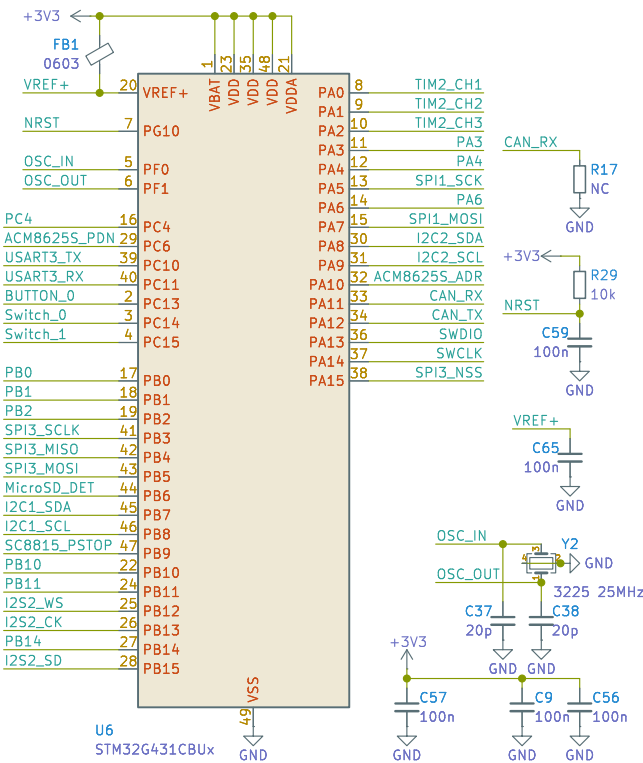 +3V3
FB1
0603
1
23
35
48
21
VBAT
VDD
VDD
VDD
VDDA
VREF+ 20 VREF+
NRST 7 PG10
OSC_IN 5 PF0
OSC_OUT 6 PF1
PC4 16 PC4
ACM8625S_PDN 29 PC6
USART3_TX 39 PC10
USART3_RX 40 PC11
BUTTON_0 2 PC13
Switch_0 3 PC14
Switch_1 4 PC15
PB0 17 PB0
PB1 18 PB1
PB2 19 PB2
SPI3_SCLK 41 PB3
SPI3_MISO 42 PB4
SPI3_MOSI 43 PB5
MicroSD_DET 44 PB6
I2C1_SDA 45 PB7
I2C1_SCL 46 PB8
SC8815_PSTOP 47 PB9
PB10 22 PB10
PB11 24 PB11
I2S2_WS 25 PB12
I2S2_CK 26 PB13
PB14 27 PB14
I2S2_SD 28 PB15
PA0 8 TIM2_CH1
PA1 9 TIM2_CH2
PA2 10 TIM2_CH3
PA3 11 PA3
PA4 12 PA4
PA5 13 SPI1_SCK
PA6 14 PA6
PA7 15 SPI1_MOSI
PA8 30 I2C2_SDA
PA9 31 I2C2_SCL
PA10 32 ACM8625S_ADR
PA11 33 CAN_RX
PA12 34 CAN_TX
PA13 36 SWDIO
PA14 37 SWCLK
PA15 38 SPI3_NSS
VSS
49
GND
U6
STM32G431CBUx
CAN_RX
R17
NC
GND
+3V3
R29
10k
NRST
C59
100n
GND
VREF+
C65
100n
GND
OSC_IN
Y2
3
4
2
1
GND
OSC_OUT
3225 25MHz
C37
20p
C38
20p
GND
GND
+3V3
C57
100n
C9
100n
C56
100n
GND
GND
GND